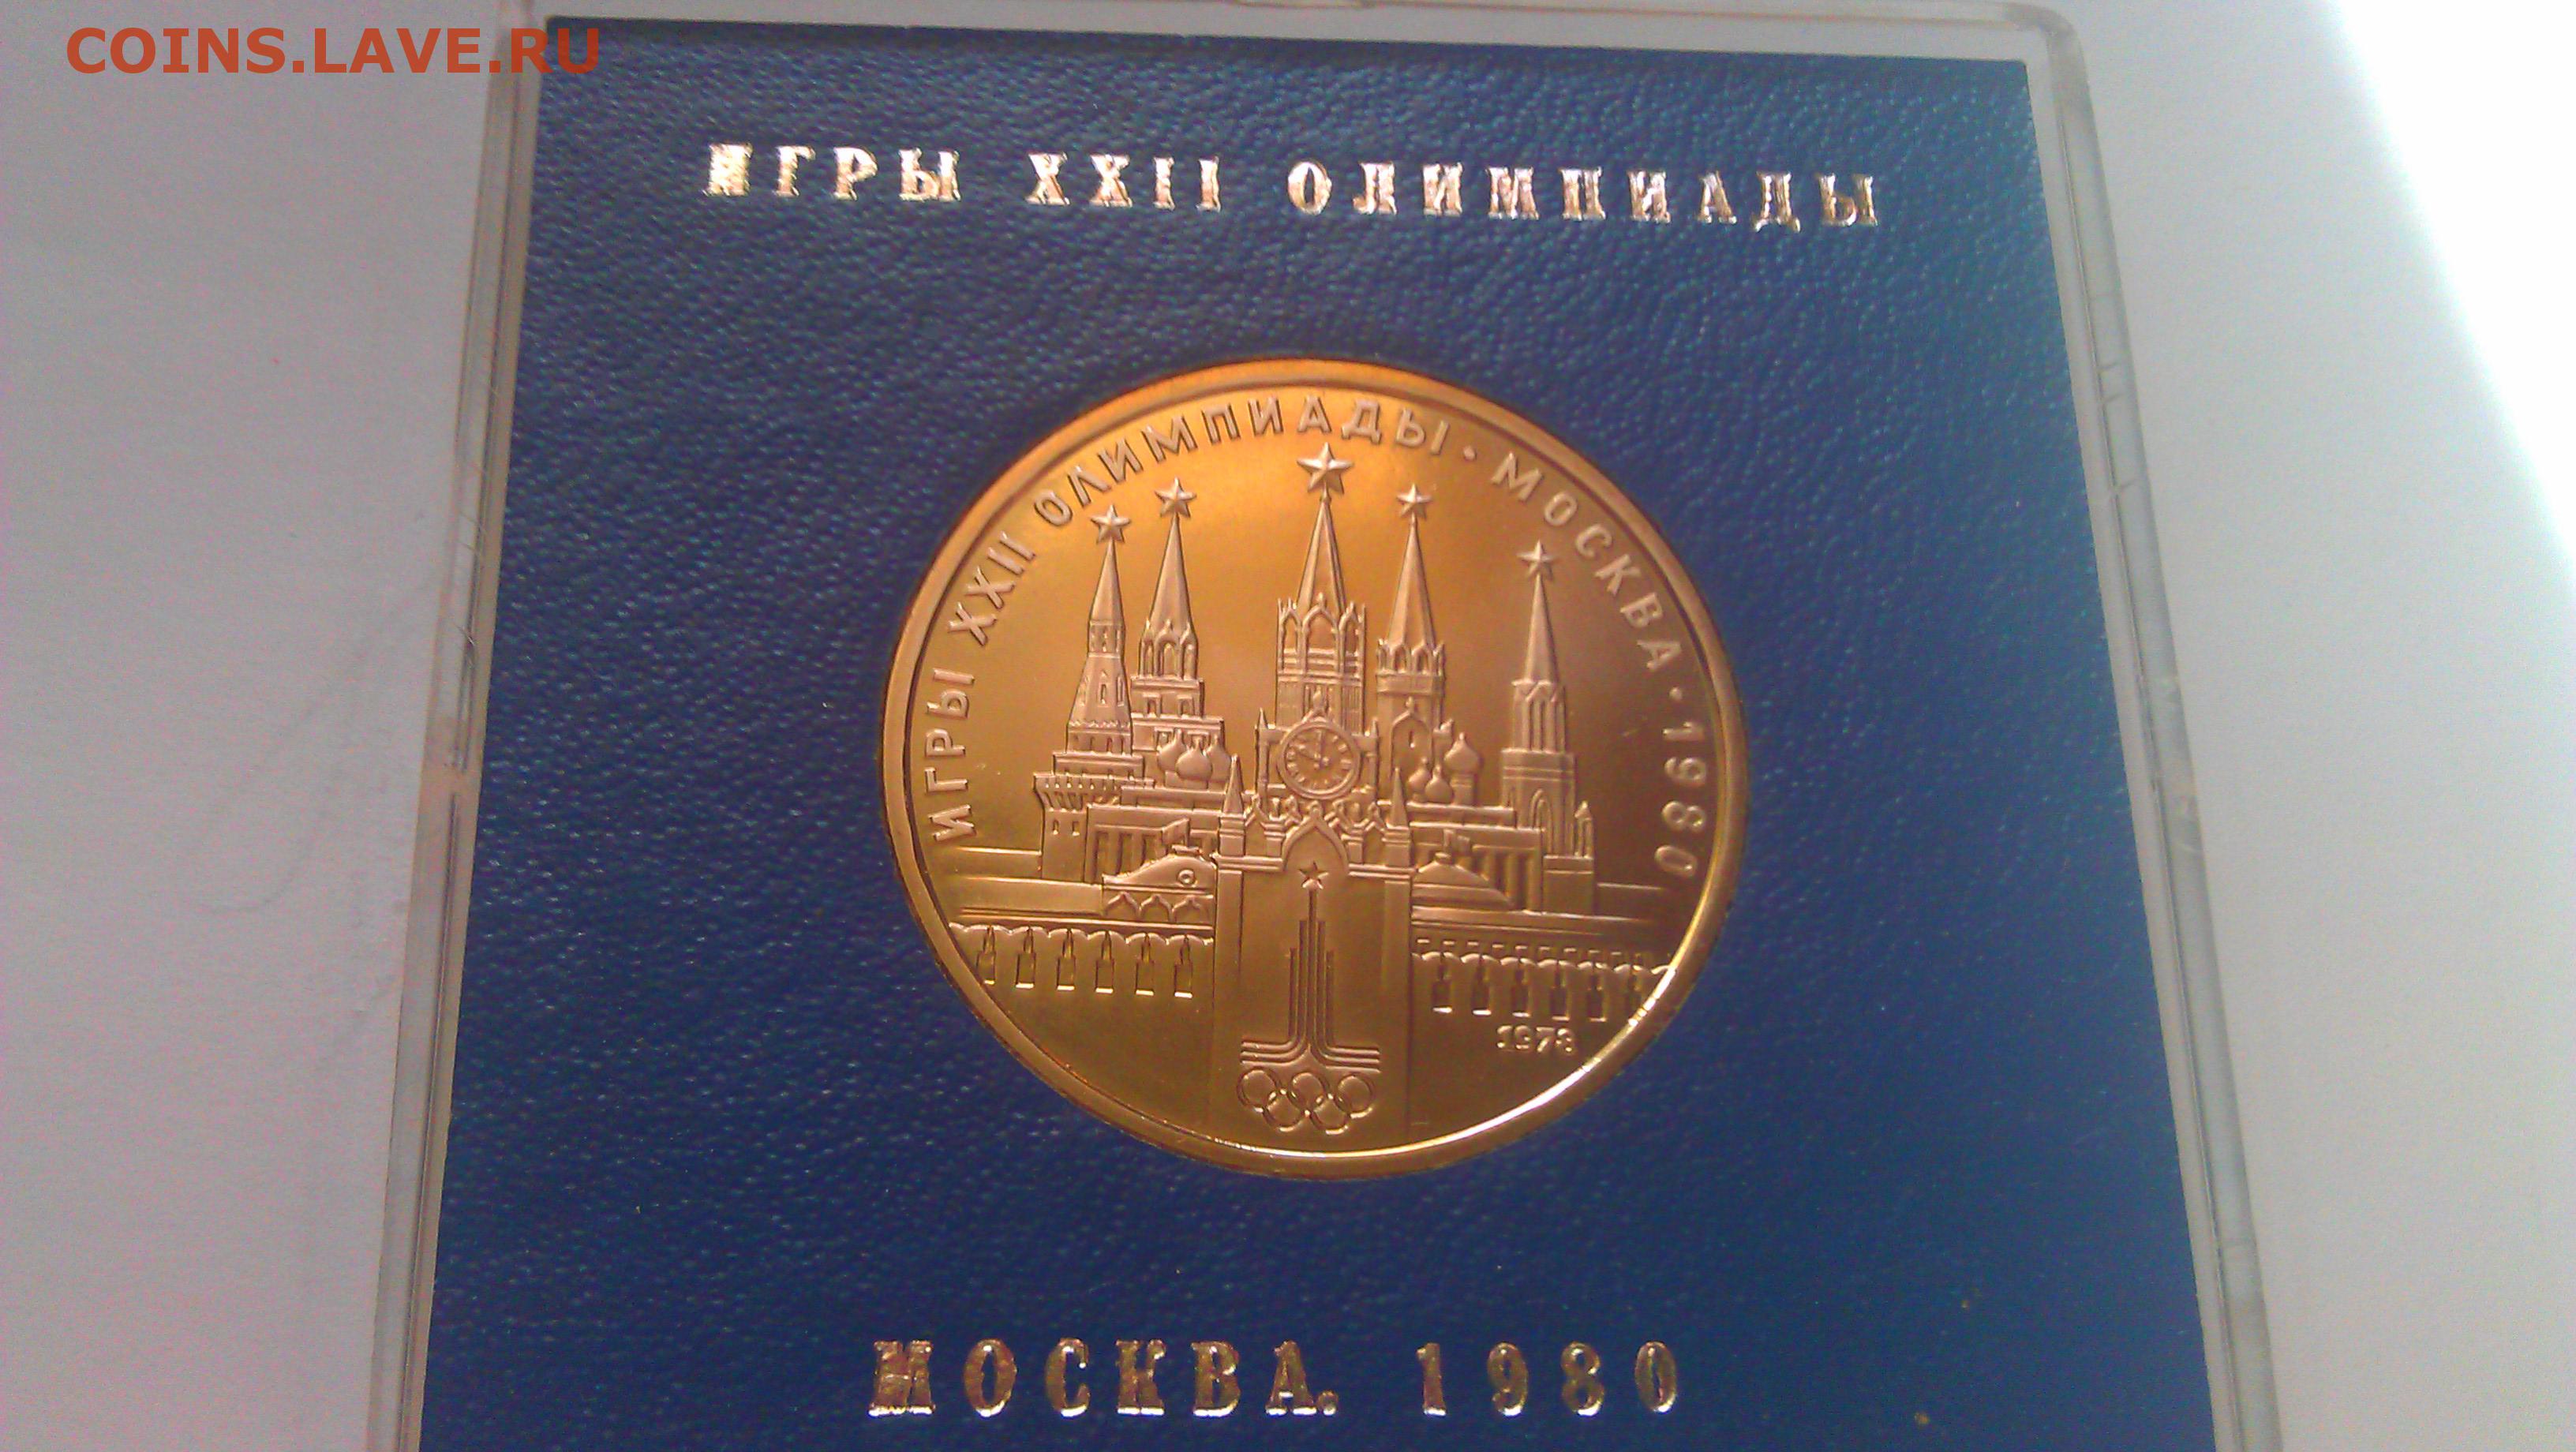 COINS.LAVE.RU
ИГРЫ XXII ОЛИМПИАДЫ
ИГРЫ XXII ОЛИМПИАДЫ · МОСКВА · 1980
1978
МОСКВА. 1980